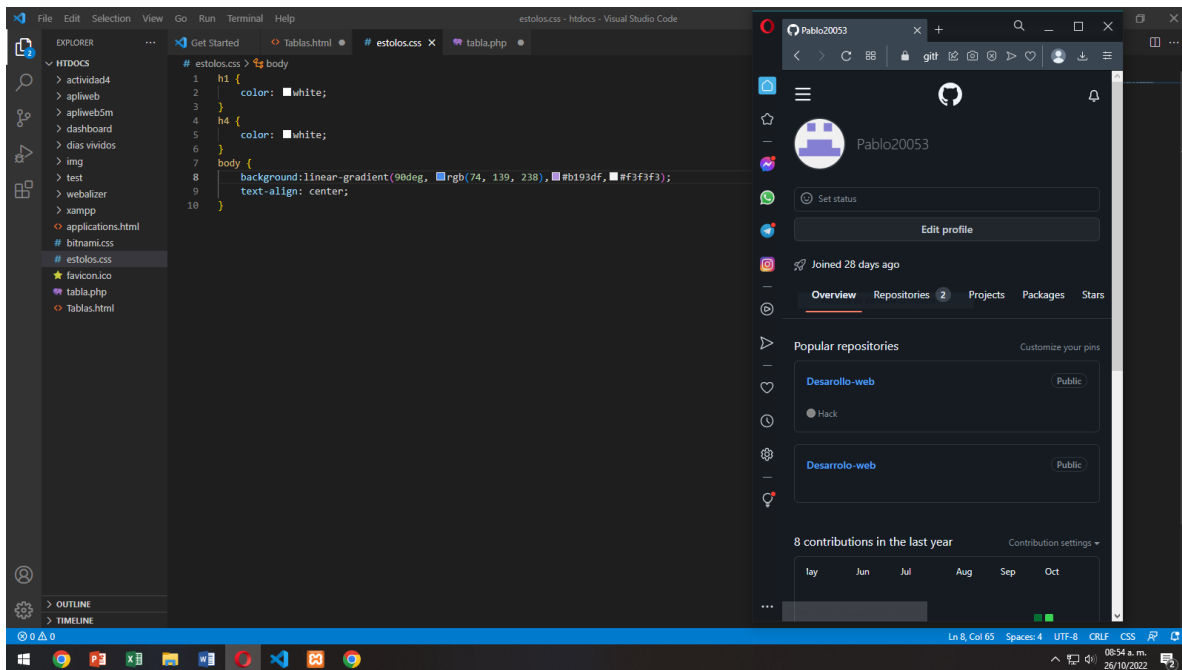 File Edit Selection View Go Run Terminal Help
estolos.css - htdocs - Visual Studio Code
EXPLORER
HTDOCS
actividad4
apliweb
apliweb5m
dashboard
dias vividos
img
test
webalizer
xampp
applications.html
bitnami.css
estolos.css
favicon.ico
tabla.php
Tablas.html
OUTLINE
TIMELINE
Get Started Tablas.html estolos.css tabla.php
estolos.css > body
1 h1 {
2 color: white;
3 }
4 h4 {
5 color: white;
6 }
7 body {
8 background:linear-gradient(90deg, rgb(74, 139, 238),#b193df,#f3f3f3);
9 text-align: center;
10 }
Pablo20053
gith
Pablo20053
Set status
Edit profile
Joined 28 days ago
Overview Repositories 2 Projects Packages Stars
Popular repositories Customize your pins
Desarollo-web Public
Hack
Desarrolo-web Public
8 contributions in the last year Contribution settings
Jun Jul Aug Sep Oct
0 0
Ln 8, Col 65 Spaces: 4 UTF-8 CRLF CSS
08:54 a. m.
26/10/2022